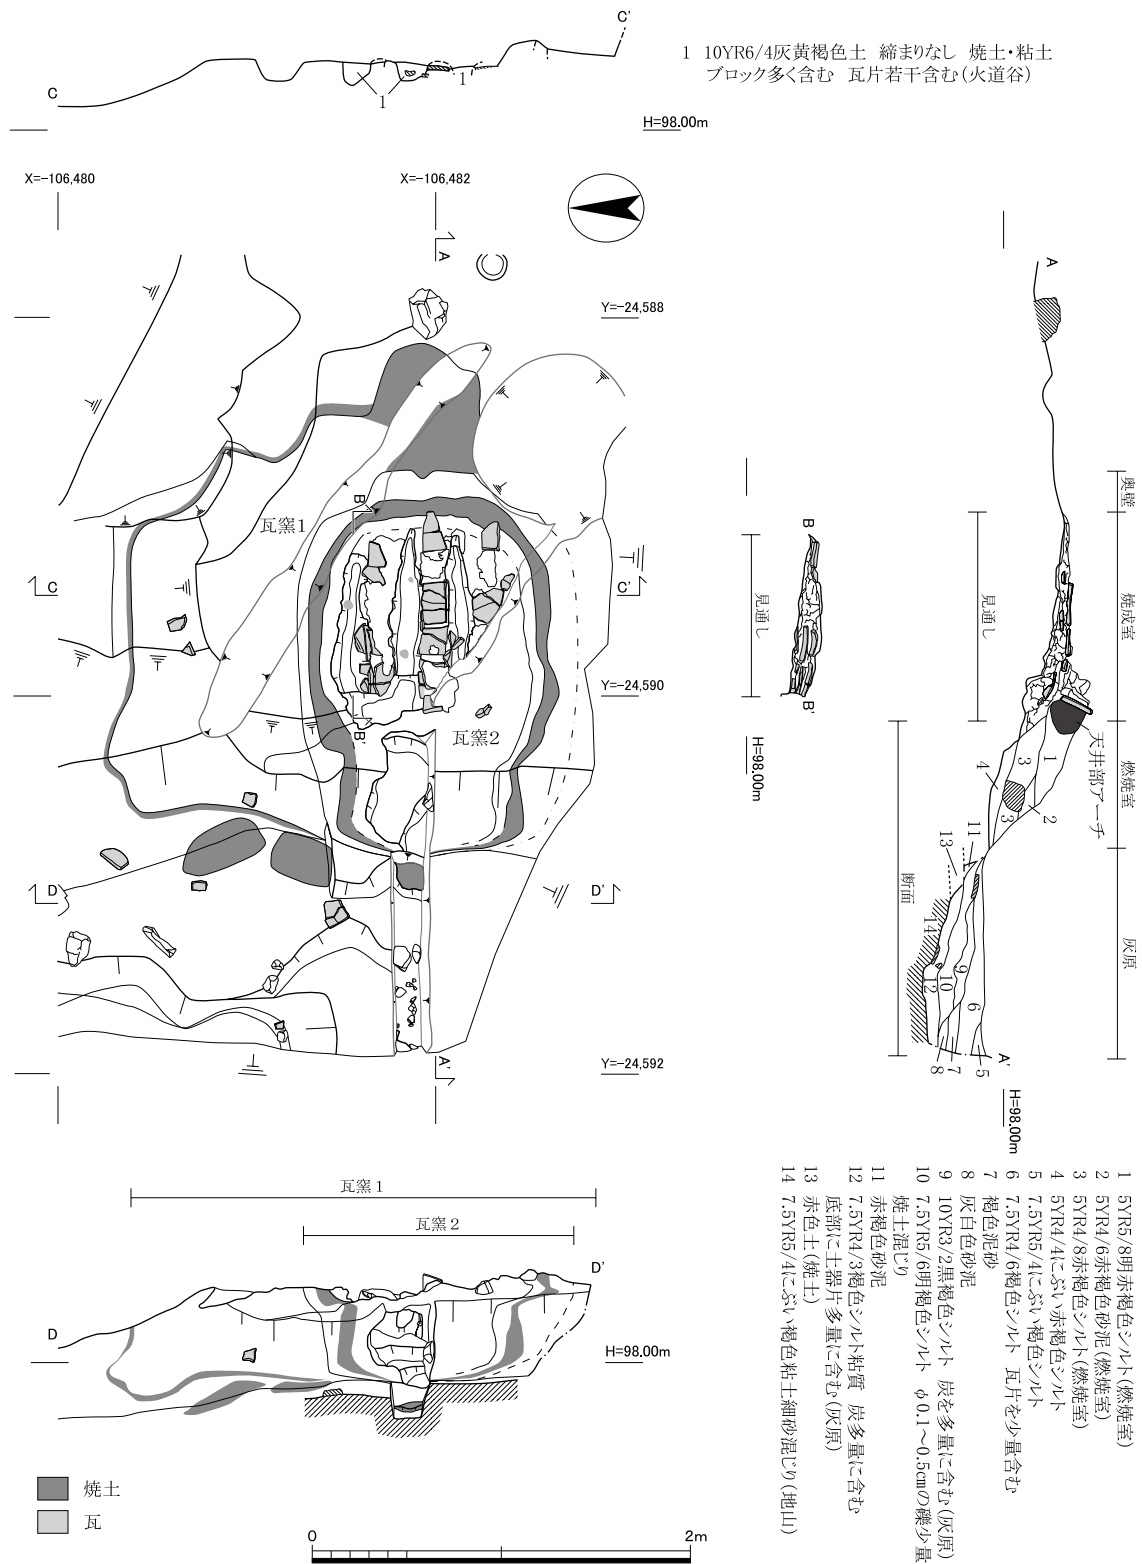 C'
C
1
1
1 10YR6/4灰黄褐色土 締まりなし 焼土・粘土
ブロック多く含む 瓦片若干含む(火道谷)
H=98.00m
X=-106,480
X=-106,482
A
Y=-24,588
瓦窯1
B
C
C'
Y=-24,590
B'
瓦窯2
D
D'
A'
Y=-24,592
B
見通し
B'
H=98.00m
A
奥壁
焼成室
燃焼室
灰原
見通し
断面
天井部アーチ
1
2
3
3
4
11
13
14
9
10
12
6
8
7
5
A'
H=98.00m
1 5YR5/8明赤褐色シルト(燃焼室)
2 5YR4/6赤褐色砂泥(燃焼室)
3 5YR4/8赤褐色シルト(燃焼室)
4 5YR4/4にぶい赤褐色シルト
5 7.5YR5/4にぶい褐色シルト
6 7.5YR4/6褐色シルト 瓦片を少量含む
7 褐色泥砂
8 灰白色砂泥
9 10YR3/2黒褐色シルト 炭を多量に含む(灰原)
10 7.5YR5/6明褐色シルト φ0.1~0.5cmの礫少量
焼土混じり
11 赤褐色砂泥
12 7.5YR4/3褐色シルト粘質 炭多量に含む
底部に土器片多量に含む(灰原)
13 赤色土(焼土)
14 7.5YR5/4にぶい褐色粘土細砂混じり(地山)
瓦窯1
瓦窯2
D
D'
H=98.00m
焼土
瓦
0
2m